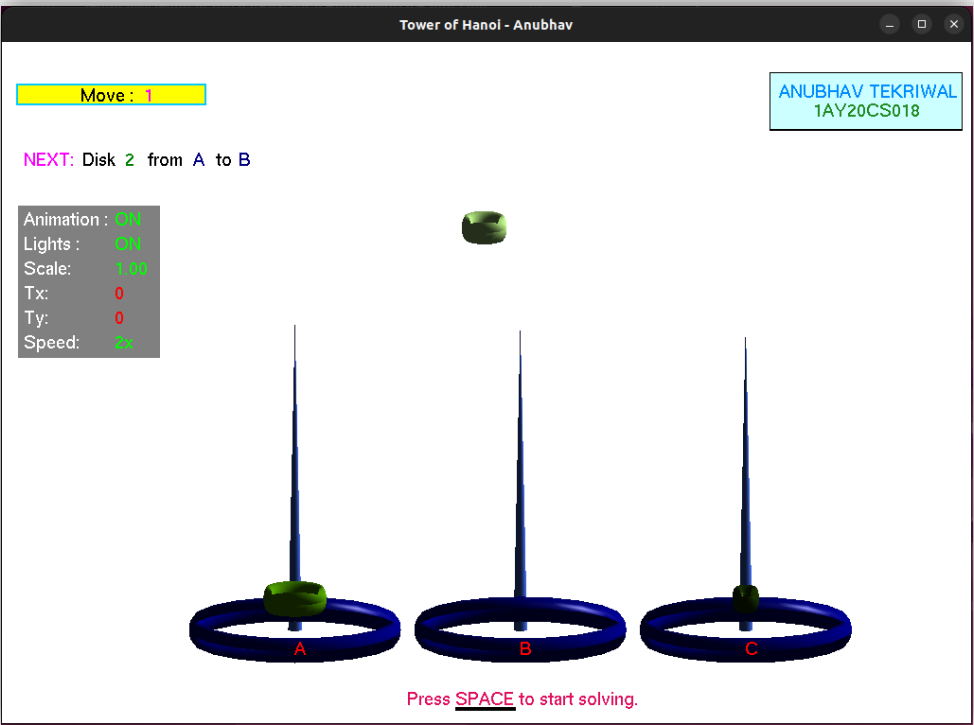 Tower of Hanoi - Anubhav
Move : 1
ANUBHAV TEKRIWAL
1AY20CS018
NEXT: Disk 2 from A to B
Animation : ON
Lights : ON
Scale: 1.00
Tx: 0
Ty: 0
Speed: 2x
A
B
C
Press SPACE to start solving.